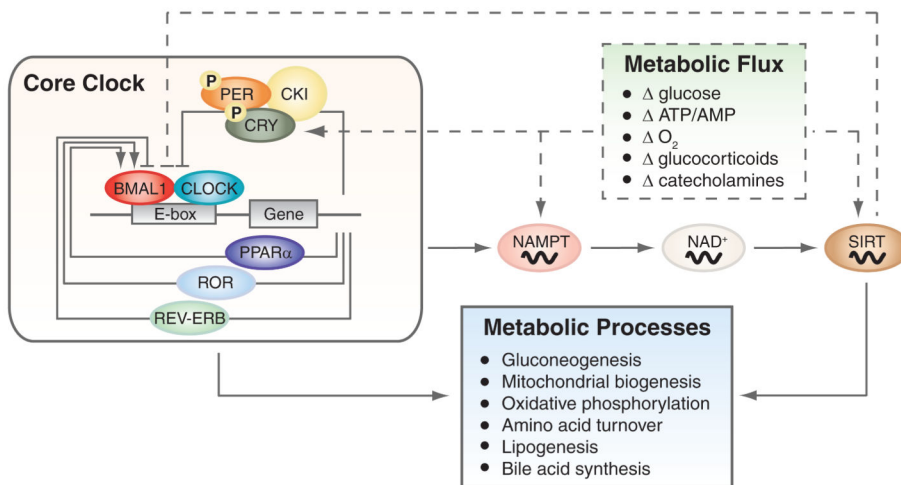 Core Clock
P
PER
CKI
P
CRY
BMAL1
CLOCK
E-box
Gene
PPARα
ROR
REV-ERB
Metabolic Flux
• Δ glucose
• Δ ATP/AMP
• Δ O₂
• Δ glucocorticoids
• Δ catecholamines
NAMPT
NAD⁺
SIRT
Metabolic Processes
• Gluconeogenesis
• Mitochondrial biogenesis
• Oxidative phosphorylation
• Amino acid turnover
• Lipogenesis
• Bile acid synthesis